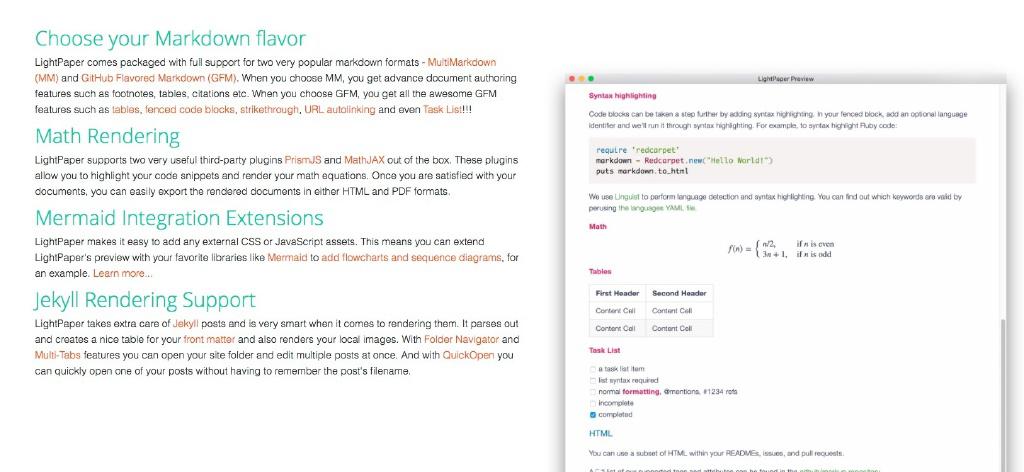 Choose your Markdown flavor
LightPaper comes packaged with full support for two very popular markdown formats - MultiMarkdown
(MM) and GitHub Flavored Markdown (GFM). When you choose MM, you get advance document authoring
features such as footnotes, tables, citations etc. When you choose GFM, you get all the awesome GFM
features such as tables, fenced code blocks, strikethrough, URL autolinking and even Task List!!!
Math Rendering
LightPaper supports two very useful third-party plugins PrismJS and MathJAX out of the box. These plugins
allow you to highlight your code snippets and render your math equations. Once you are satisfied with your
documents, you can easily export the rendered documents in either HTML and PDF formats.
Mermaid Integration Extensions
LightPaper makes it easy to add any external CSS or JavaScript assets. This means you can extend
LightPaper's preview with your favorite libraries like Mermaid to add flowcharts and sequence diagrams, for
an example. Learn more...
Jekyll Rendering Support
LightPaper takes extra care of Jekyll posts and is very smart when it comes to rendering them. It parses out
and creates a nice table for your front matter and also renders your local images. With Folder Navigator and
Multi-Tabs features you can open your site folder and edit multiple posts at once. And with QuickOpen you
can quickly open one of your posts without having to remember the post's filename.
LightPaper Preview
Syntax highlighting
Code blocks can be taken a step further by adding syntax highlighting. In your fenced block, add an optional language
identifier and we'll run it through syntax highlighting. For example, to syntax highlight Ruby code:
require 'redcarpet'
markdown = Redcarpet.new("Hello World!")
puts markdown.to_html
We use Linguist to perform language detection and syntax highlighting. You can find out which keywords are valid by
perusing the languages YAML file.
Math
f(n) = { n/2, if n is even
3n + 1, if n is odd
Tables
First Header Second Header
Content Cell Content Cell
Content Cell Content Cell
Task List
a task list item
list syntax required
normal formatting, @mentions, #1234 refs
incomplete
completed
HTML
You can use a subset of HTML within your READMEs, issues, and pull requests.